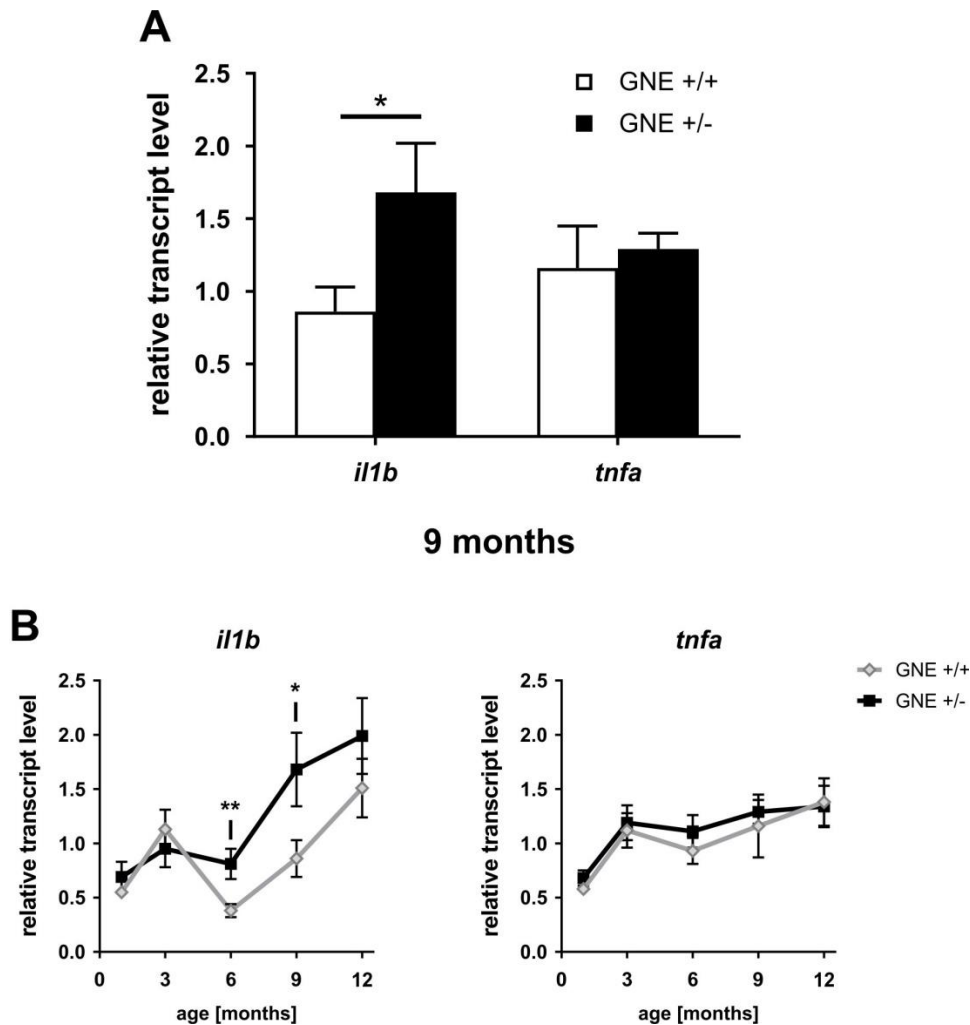 A
relative transcript level
2.5
2.0
1.5
1.0
0.5
0.0
*
GNE +/+
GNE +/-
il1b tnfa
9 months
B
il1b
relative transcript level
2.5
2.0
1.5
1.0
0.5
0.0
**
*
0 3 6 9 12
age [months]
tnfa
relative transcript level
2.5
2.0
1.5
1.0
0.5
0.0
0 3 6 9 12
age [months]
GNE +/+
GNE +/-